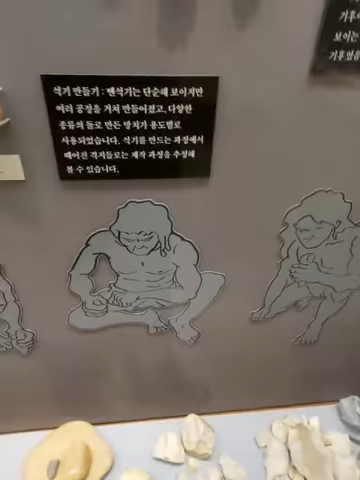 석기 만들기 : 뗀석기는 단순해 보이지만
여러 공정을 거쳐 만들어졌고, 다양한
종류의 돌로 만든 망치가 용도별로
사용되었습니다. 석기를 만드는 과정에서
떼어진 격지들로는 제작 과정을 추정해
볼 수 있습니다.
보이는